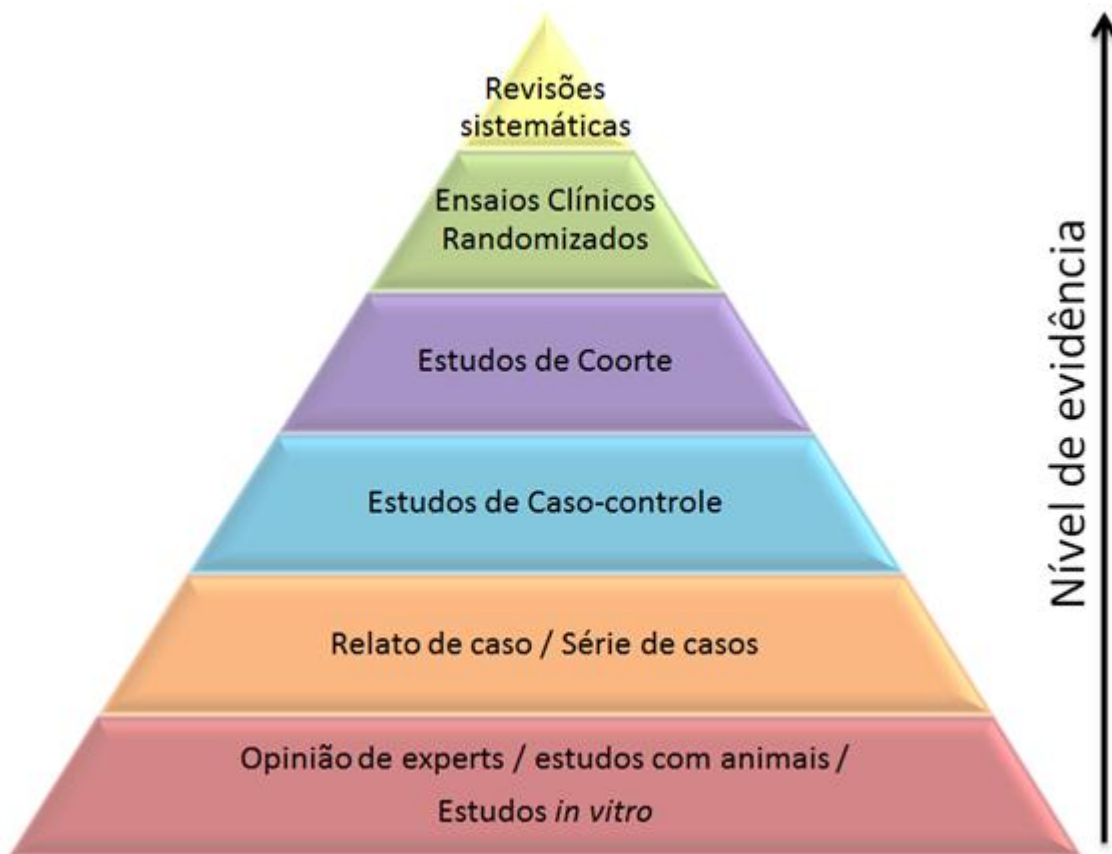 Revisões
sistemáticas
Ensaios Clínicos
Randomizados
Estudos de Coorte
Estudos de Caso-controle
Relato de caso / Série de casos
Opinião de experts / estudos com animais /
Estudos in vitro
Nível de evidência